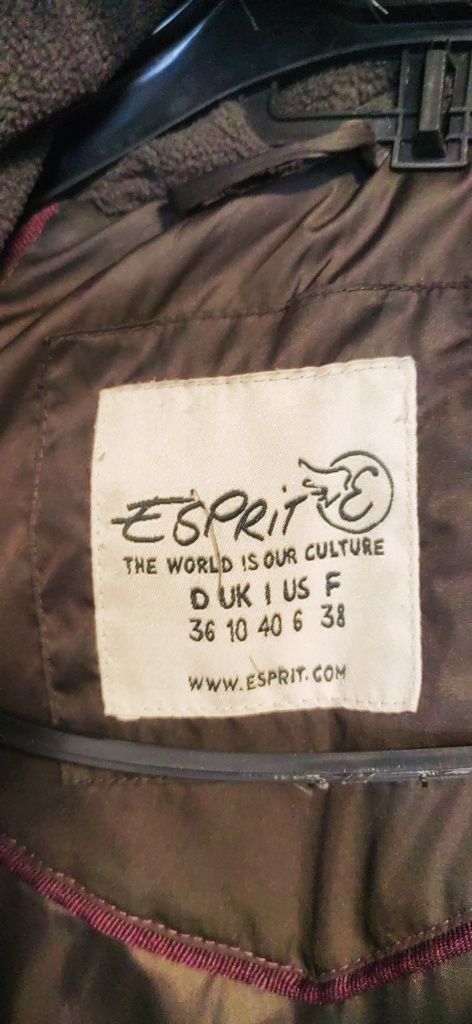 ESPRIT E
THE WORLD IS OUR CULTURE
D UK I US F
36 10 40 6 38
WWW.ESPRIT.COM